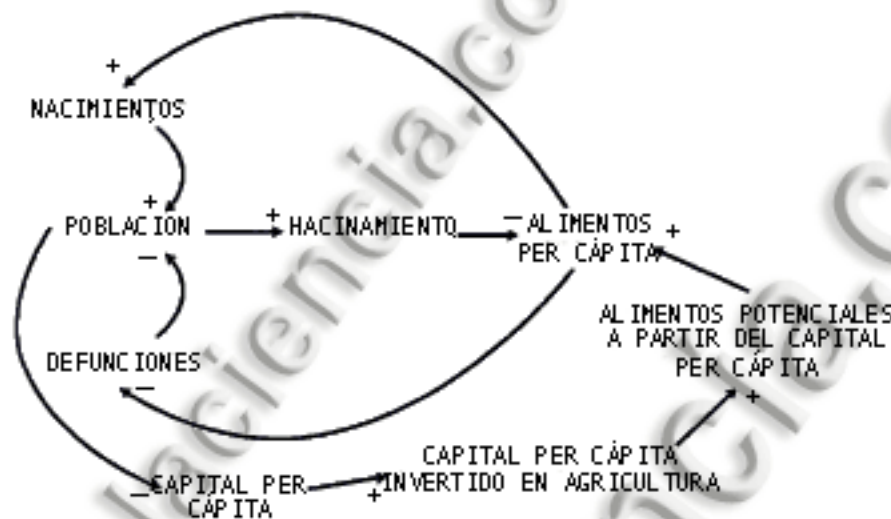 +
NACIMIENTOS
+
POBLACIÓN
+
HACINAMIENTO
−
ALIMENTOS
PER CÁPITA
+
−
ALIMENTOS POTENCIALES
A PARTIR DEL CAPITAL
PER CÁPITA
+
DEFUNCIONES
−
CAPITAL PER CÁPITA
INVERTIDO EN AGRICULTURA
+
−
CAPITAL PER
CÁPITA